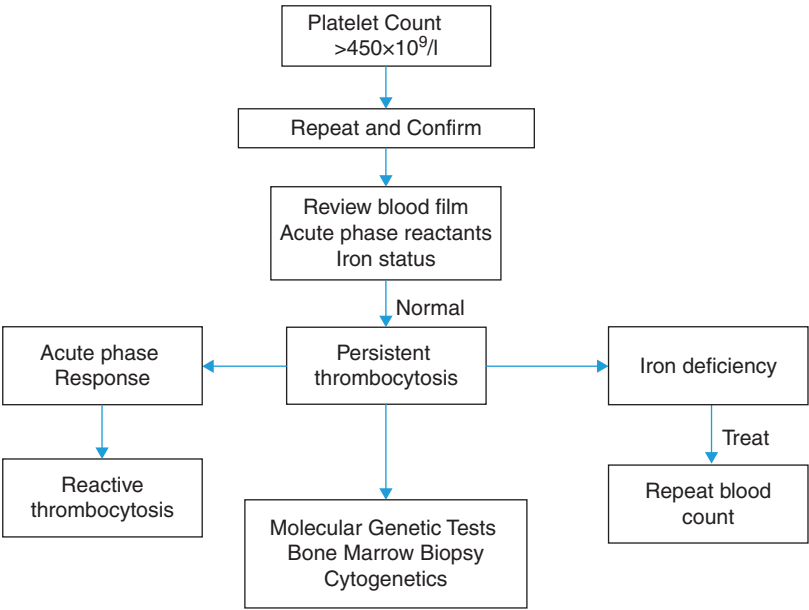 Platelet Count
>450×10⁹/l
Repeat and Confirm
Review blood film
Acute phase reactants
Iron status
Normal
Acute phase
Response
Persistent
thrombocytosis
Iron deficiency
Treat
Reactive
thrombocytosis
Repeat blood
count
Molecular Genetic Tests
Bone Marrow Biopsy
Cytogenetics